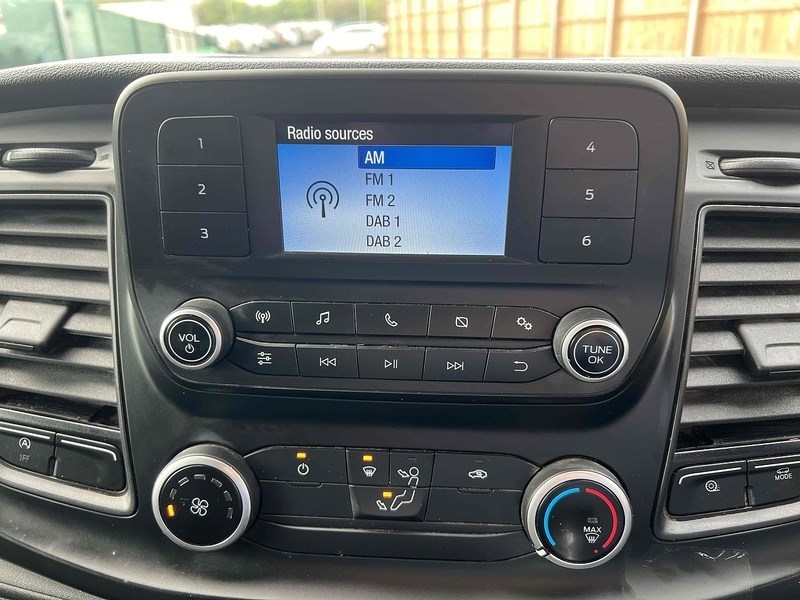 Radio sources
AM
FM 1
FM 2
DAB 1
DAB 2
1
2
3
4
5
6
VOL
TUNE
OK
A
OFF
MAX
MODE